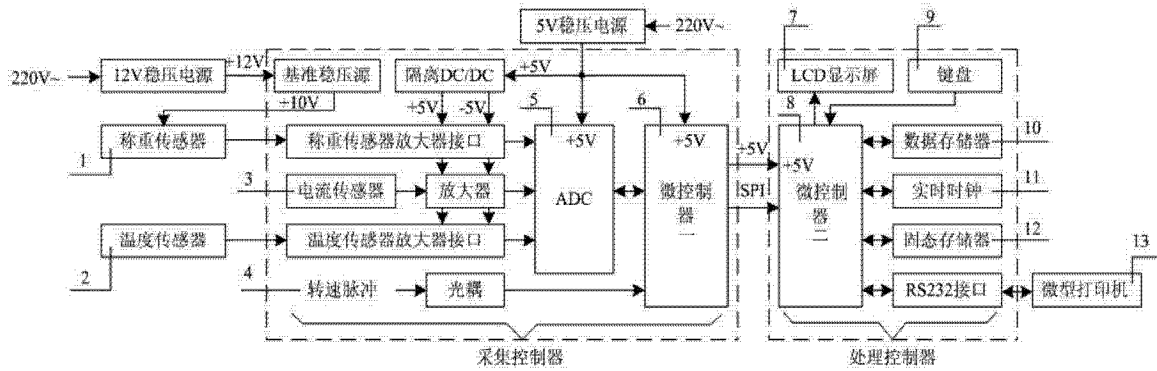 5V稳压电源
220V~
7
9
220V~
12V稳压电源
+12V
基准稳压源
隔离DC/DC
+5V
LCD显示屏
键盘
+10V
+5V
-5V
5
6
8
1
称重传感器
称重传感器放大器接口
+5V
+5V
+5V
+5V
数据存储器
10
3
电流传感器
放大器
ADC
微控制器一
SPI
微控制器二
实时时钟
11
2
温度传感器
温度传感器放大器接口
固态存储器
12
4
转速脉冲
光耦
RS232接口
微型打印机
13
采集控制器
处理控制器